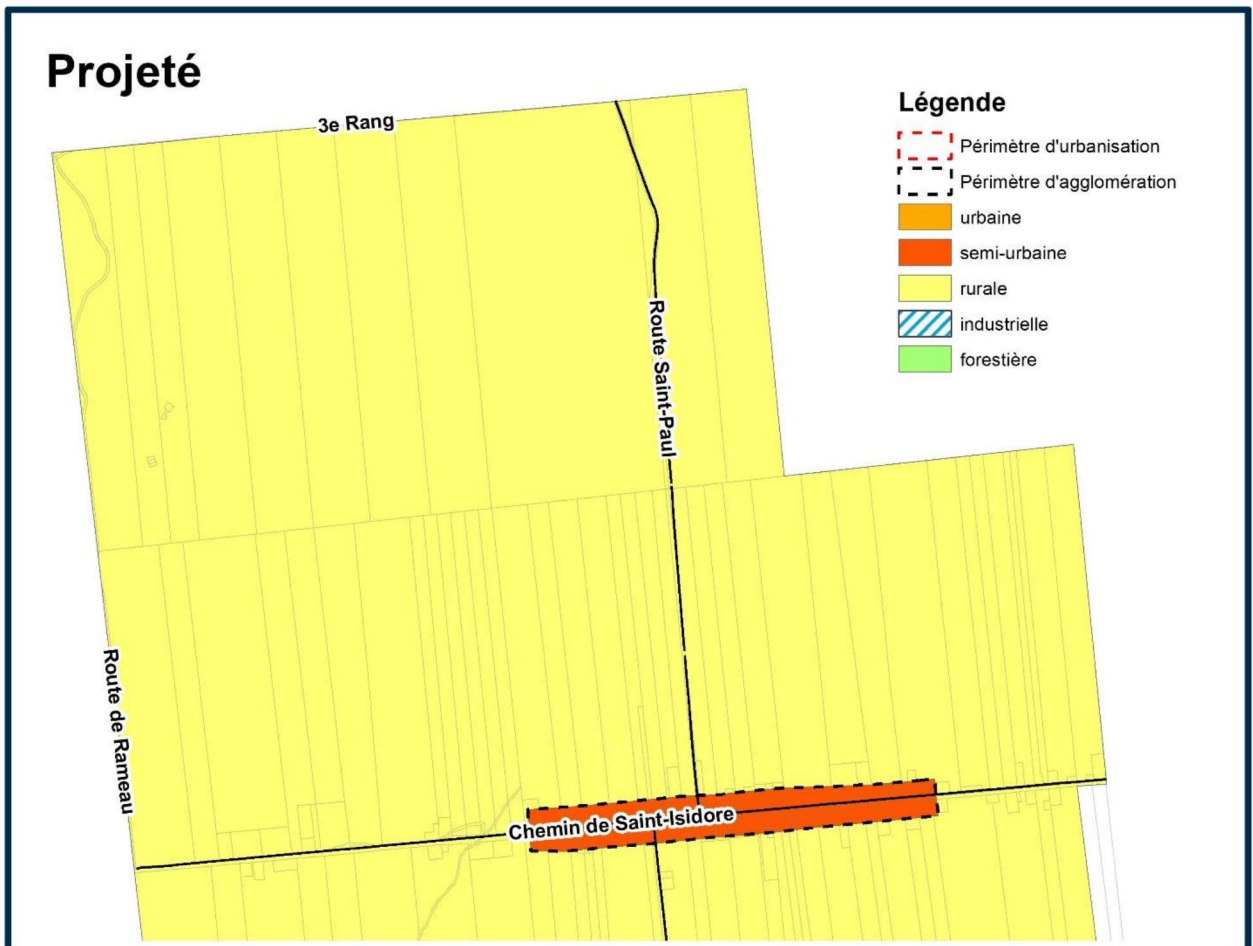 Projeté
3e Rang
Légende
Périmètre d'urbanisation
Périmètre d'agglomération
urbaine
semi-urbaine
rurale
industrielle
forestière
Route Saint-Paul
Route de Rameau
Chemin de Saint-Isidore